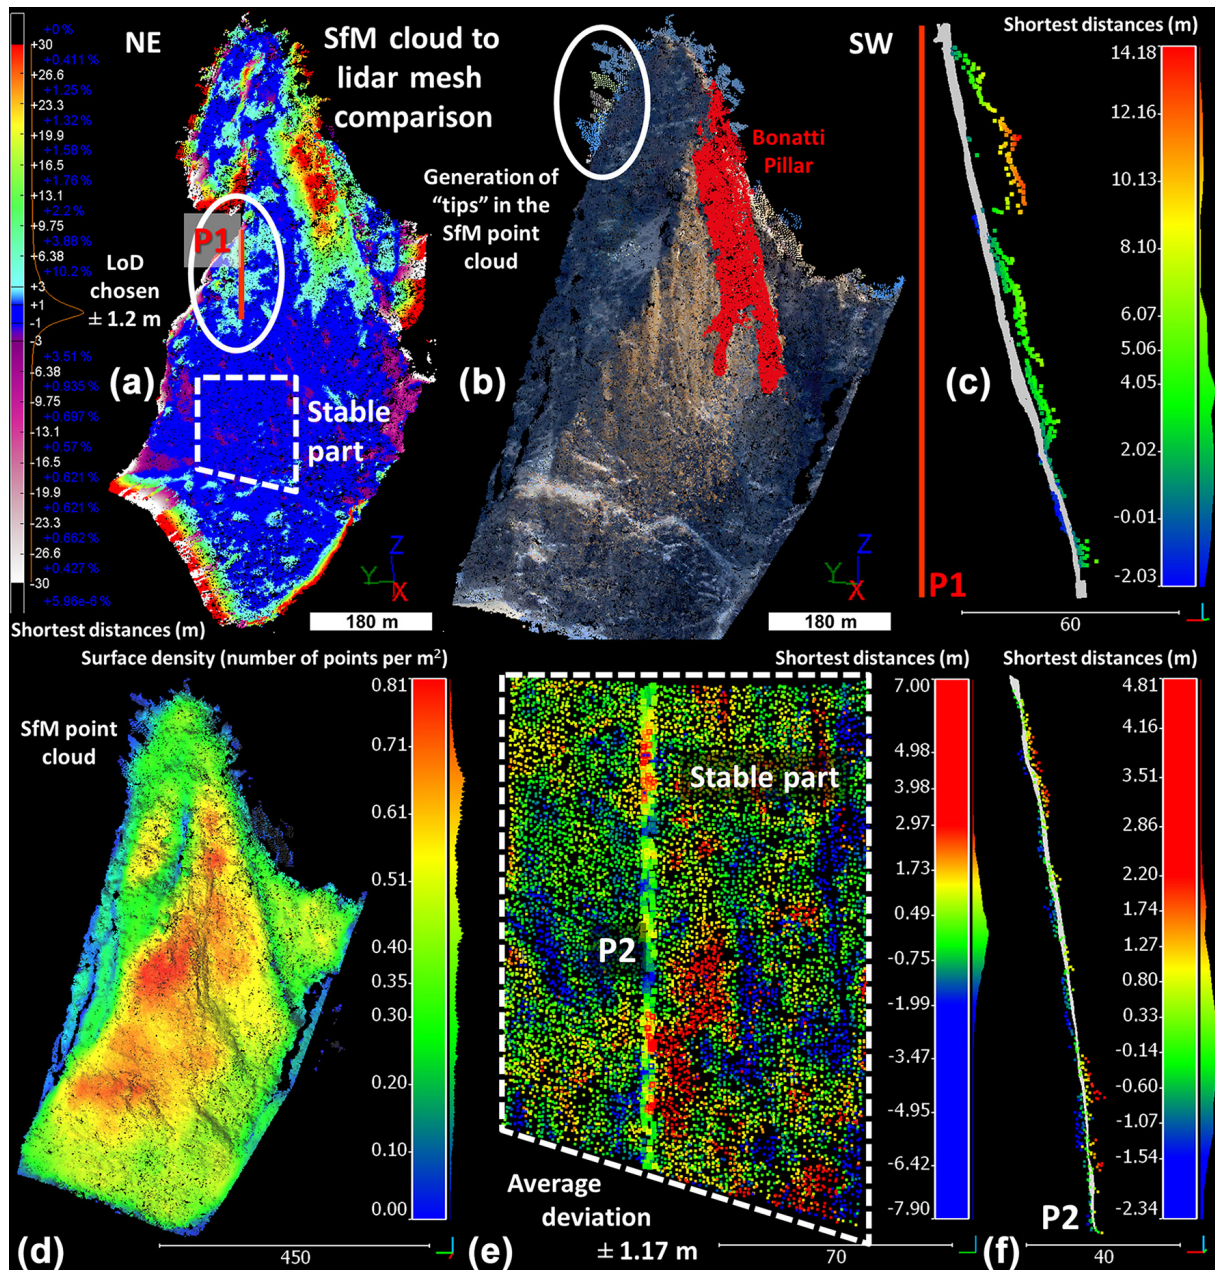 NE
SfM cloud to
lidar mesh
comparison
+0 %
+30
+0.411 %
+26.6
+1.25 %
+23.3
+1.32 %
+19.9
+1.58 %
+16.5
+1.76 %
+13.1
+2.2 %
+9.75
+3.88 %
+6.38
+10.2 %
+3
+1
-1
-3
+3.51 %
-6.38
+0.935 %
-9.75
+0.697 %
-13.1
+0.57 %
-16.5
+0.621 %
-19.9
+0.621 %
-23.3
+0.662 %
-26.6
+0.427 %
-30
+5.96e-6 %
Shortest distances (m)
LoD
chosen
± 1.2 m
P1
(a)
Stable
part
Z
Y
X
180 m
SW
Bonatti
Pillar
Generation of
“tips” in the
SfM point
cloud
(b)
Z
Y
X
180 m
Shortest distances (m)
14.18
12.16
10.13
8.10
6.07
5.06
4.05
2.02
-0.01
-2.03
(c)
P1
60
Surface density (number of points per m2)
SfM point
cloud
0.81
0.71
0.61
0.51
0.40
0.35
0.30
0.20
0.10
0.00
(d)
450
Shortest distances (m)
7.00
4.98
3.98
2.97
1.73
0.49
-0.75
-1.99
-3.47
-4.95
-6.42
-7.90
Stable part
P2
Average
deviation
± 1.17 m
(e)
70
Shortest distances (m)
4.81
4.16
3.51
2.86
2.20
1.74
1.27
0.80
0.33
-0.14
-0.60
-1.07
-1.54
-2.34
P2
(f)
40